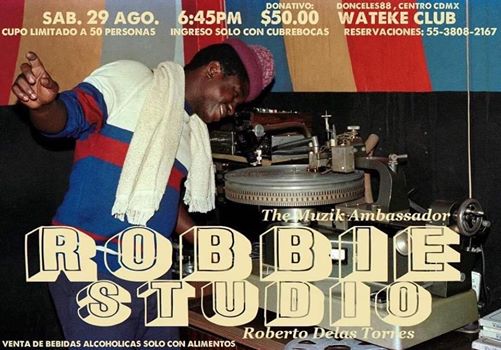 SAB. 29 AGO. 6:45PM DONATIVO: $50.00 DONCELES88 , CENTRO CDMX
WATEKE CLUB
CUPO LIMITADO A 50 PERSONAS INGRESO SOLO CON CUBREBOCAS RESERVACIONES: 55-3808-2167
The Muzik Ambassador
ROBBIE
STUDIO
Roberto Delas Torres
VENTA DE BEBIDAS ALCOHOLICAS SOLO CON ALIMENTOS